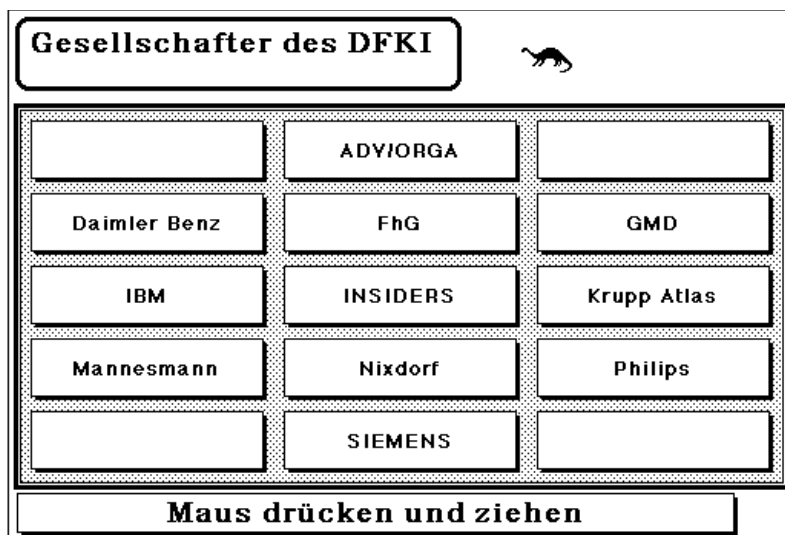 Gesellschafter des DFKI
ADV/ORGA
Daimler Benz FhG GMD
IBM INSIDERS Krupp Atlas
Mannesmann Nixdorf Philips
SIEMENS
Maus drücken und ziehen